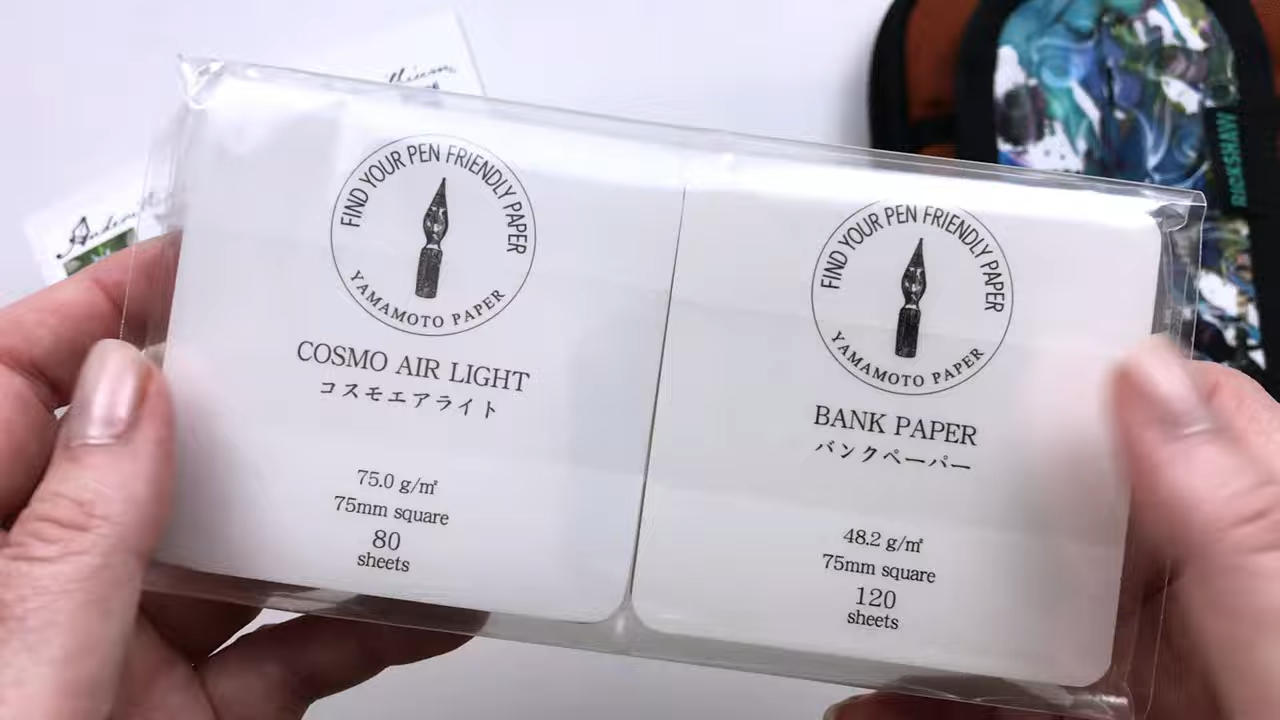 FIND YOUR PEN FRIENDLY PAPER
YAMAMOTO PAPER
COSMO AIR LIGHT
コスモエアライト
75.0 g/㎡
75mm square
80
sheets
FIND YOUR PEN FRIENDLY PAPER
YAMAMOTO PAPER
BANK PAPER
バンクペーパー
48.2 g/㎡
75mm square
120
sheets
RICKSHAW